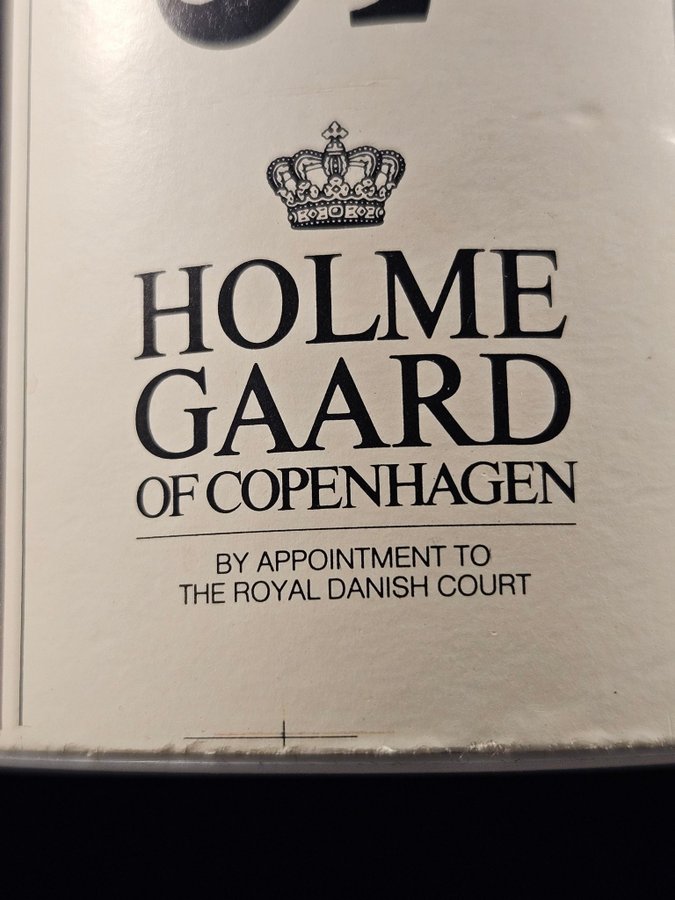 HOLME
GAARD
OF COPENHAGEN
BY APPOINTMENT TO
THE ROYAL DANISH COURT